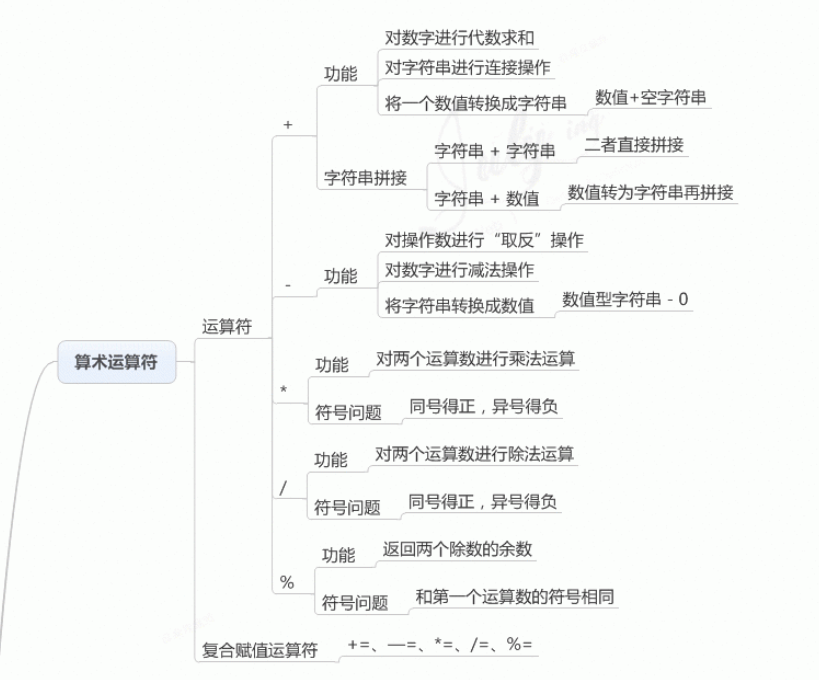 算术运算符
运算符
+
功能
对数字进行代数求和
对字符串进行连接操作
将一个数值转换成字符串
数值+空字符串
字符串拼接
字符串 + 字符串
二者直接拼接
字符串 + 数值
数值转为字符串再拼接
-
功能
对操作数进行“取反”操作
对数字进行减法操作
将字符串转换成数值
数值型字符串 - 0
*
功能
对两个运算数进行乘法运算
符号问题
同号得正，异号得负
/
功能
对两个运算数进行除法运算
符号问题
同号得正，异号得负
%
功能
返回两个除数的余数
符号问题
和第一个运算数的符号相同
复合赋值运算符
+=、—=、*=、/=、%=